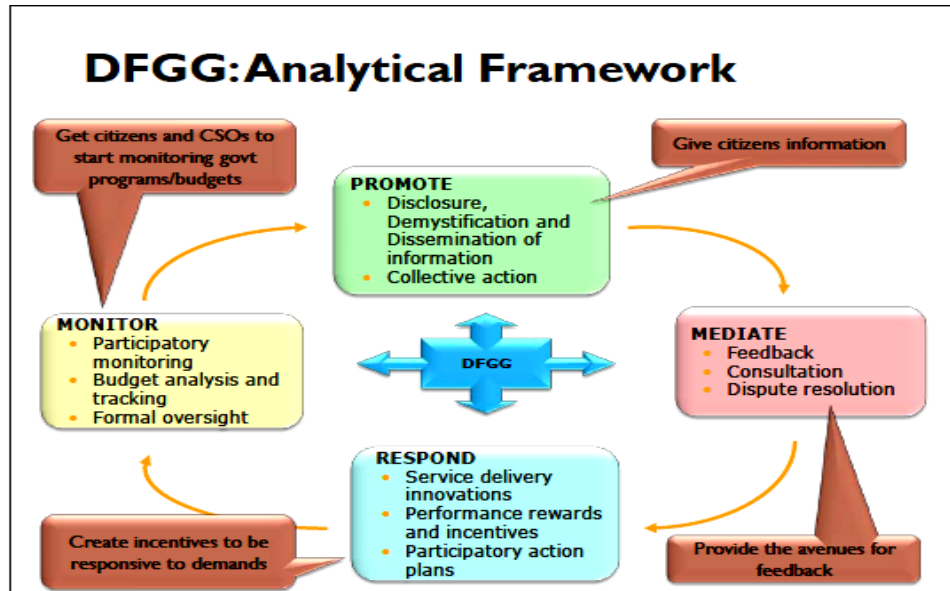 DFGG: Analytical Framework
Get citizens and CSOs to
start monitoring govt
programs/budgets
Give citizens information
PROMOTE
• Disclosure,
Demystification and
Dissemination of
information
• Collective action
MONITOR
• Participatory
monitoring
• Budget analysis and
tracking
• Formal oversight
DFGG
MEDIATE
• Feedback
• Consultation
• Dispute resolution
RESPOND
• Service delivery
innovations
• Performance rewards
and incentives
• Participatory action
plans
Create incentives to be
responsive to demands
Provide the avenues for
feedback